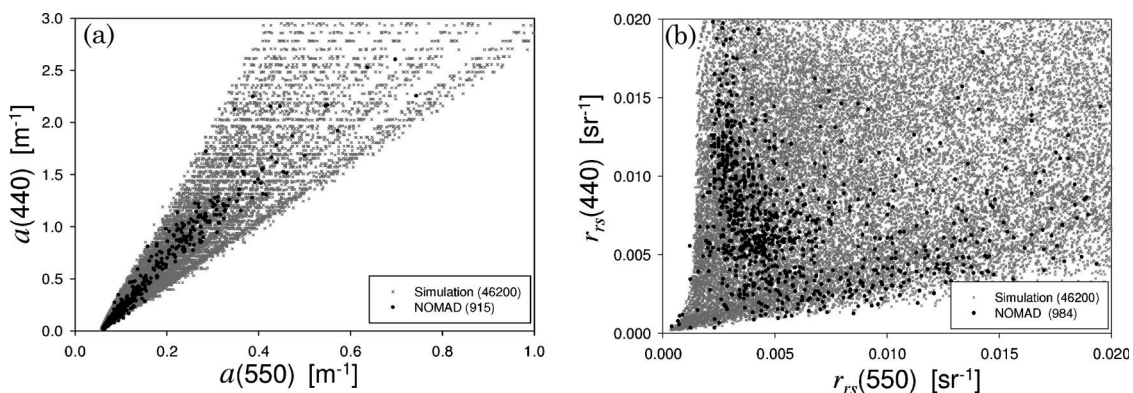 (a)
3.0
2.5
2.0
1.5
1.0
0.5
0.0
a(440) [m⁻¹]
Simulation (46200)
NOMAD (915)
0.0 0.2 0.4 0.6 0.8 1.0
a(550) [m⁻¹]
(b)
0.020
0.015
0.010
0.005
0.000
rrs(440) [sr⁻¹]
Simulation (46200)
NOMAD (984)
0.000 0.005 0.010 0.015 0.020
rrs(550) [sr⁻¹]